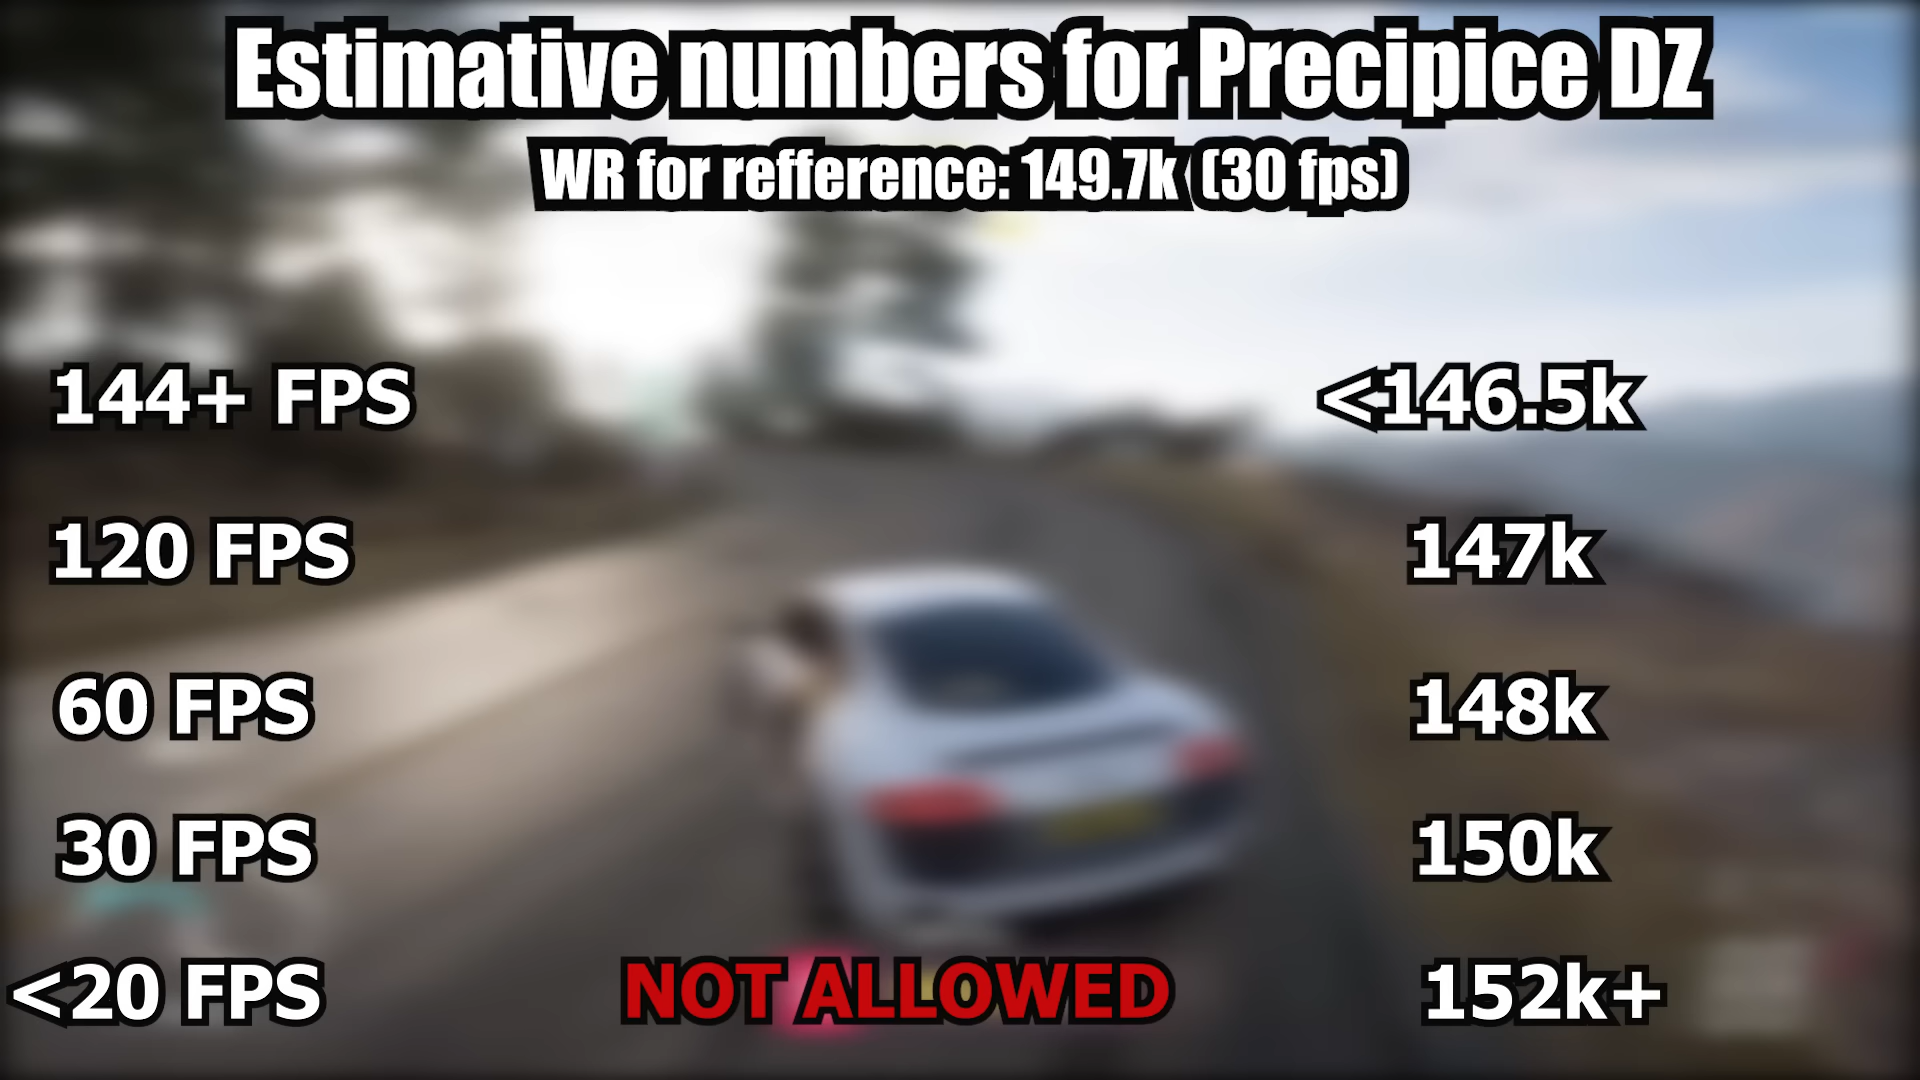 Estimative numbers for Precipice DZ
WR for refference: 149.7k (30 fps)
144+ FPS <146.5k
120 FPS 147k
60 FPS 148k
30 FPS 150k
<20 FPS NOT ALLOWED 152k+